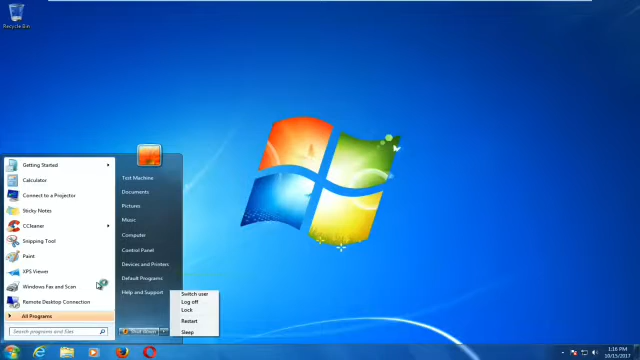 Recycle Bin
Getting Started
Calculator
Connect to a Projector
Sticky Notes
CCleaner
Snipping Tool
Paint
XPS Viewer
Windows Fax and Scan
Remote Desktop Connection
All Programs
Search programs and files
Test Machine
Documents
Pictures
Music
Computer
Control Panel
Devices and Printers
Default Programs
Help and Support
Shut down
Switch user
Log off
Lock
Restart
Sleep
1:16 PM
10/15/2017